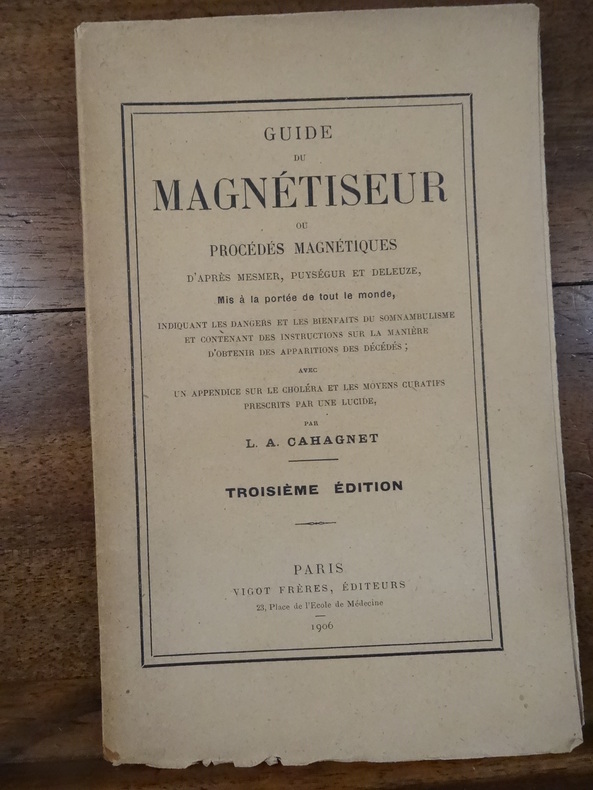 GUIDE
DU
MAGNÉTISEUR
OU
PROCÉDÉS MAGNÉTIQUES
D'APRÈS MESMER, PUYSÉGUR ET DELEUZE,
Mis à la portée de tout le monde,
INDIQUANT LES DANGERS ET LES BIENFAITS DU SOMNAMBULISME
ET CONTENANT DES INSTRUCTIONS SUR LA MANIÈRE
D'OBTENIR DES APPARITIONS DES DÉCÉDÉS ;
AVEC
UN APPENDICE SUR LE CHOLÉRA ET LES MOYENS CURATIFS
PRESCRITS PAR UNE LUCIDE,
PAR
L. A. CAHAGNET
TROISIÈME ÉDITION
PARIS
VIGOT FRÈRES, ÉDITEURS
23, Place de l'Ecole de Médecine
1906